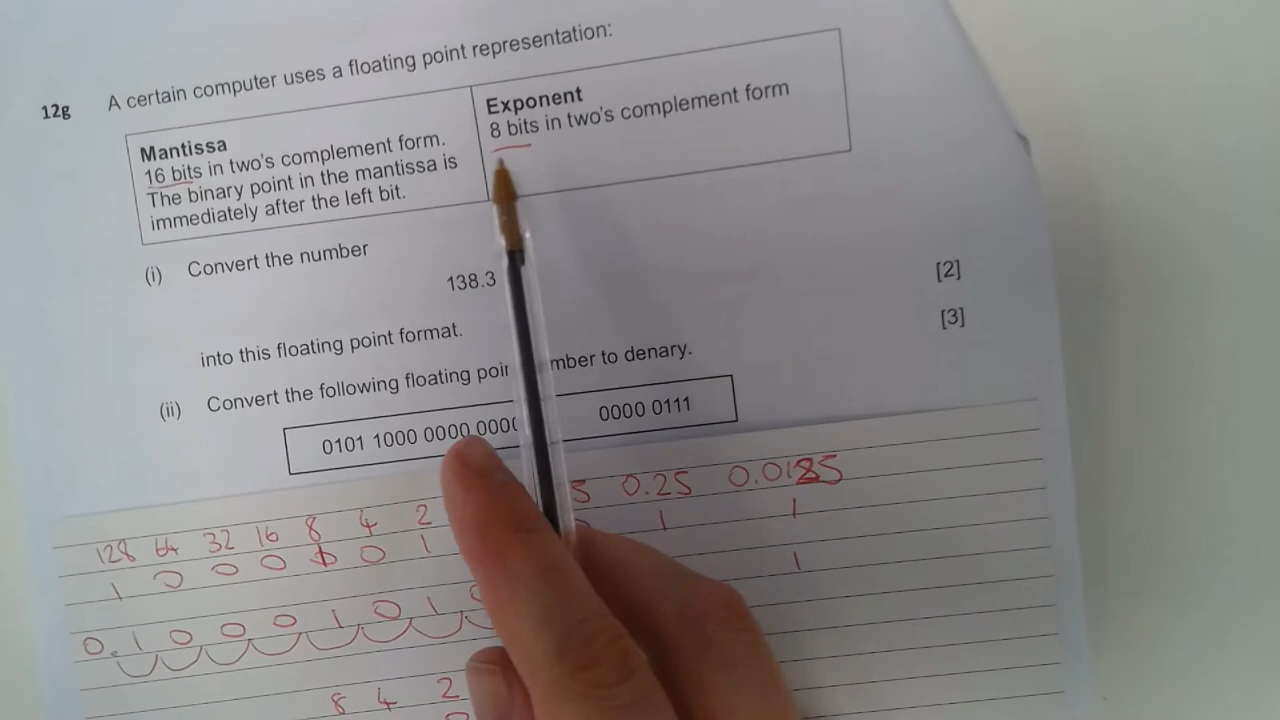 12g A certain computer uses a floating point representation:
Mantissa
16 bits in two's complement form.
The binary point in the mantissa is
immediately after the left bit.
Exponent
8 bits in two's complement form
(i) Convert the number
138.3
[2]
into this floating point format.
[3]
(ii) Convert the following floating poin mber to denary.
0101 1000 0000 000 0000 0111
128 64 32 16 8 4 2 5 0.25 0.0125
1 0 0 0 1 0 1 1 1
1
0.1 0 0 0 1 0 1
8 4 2